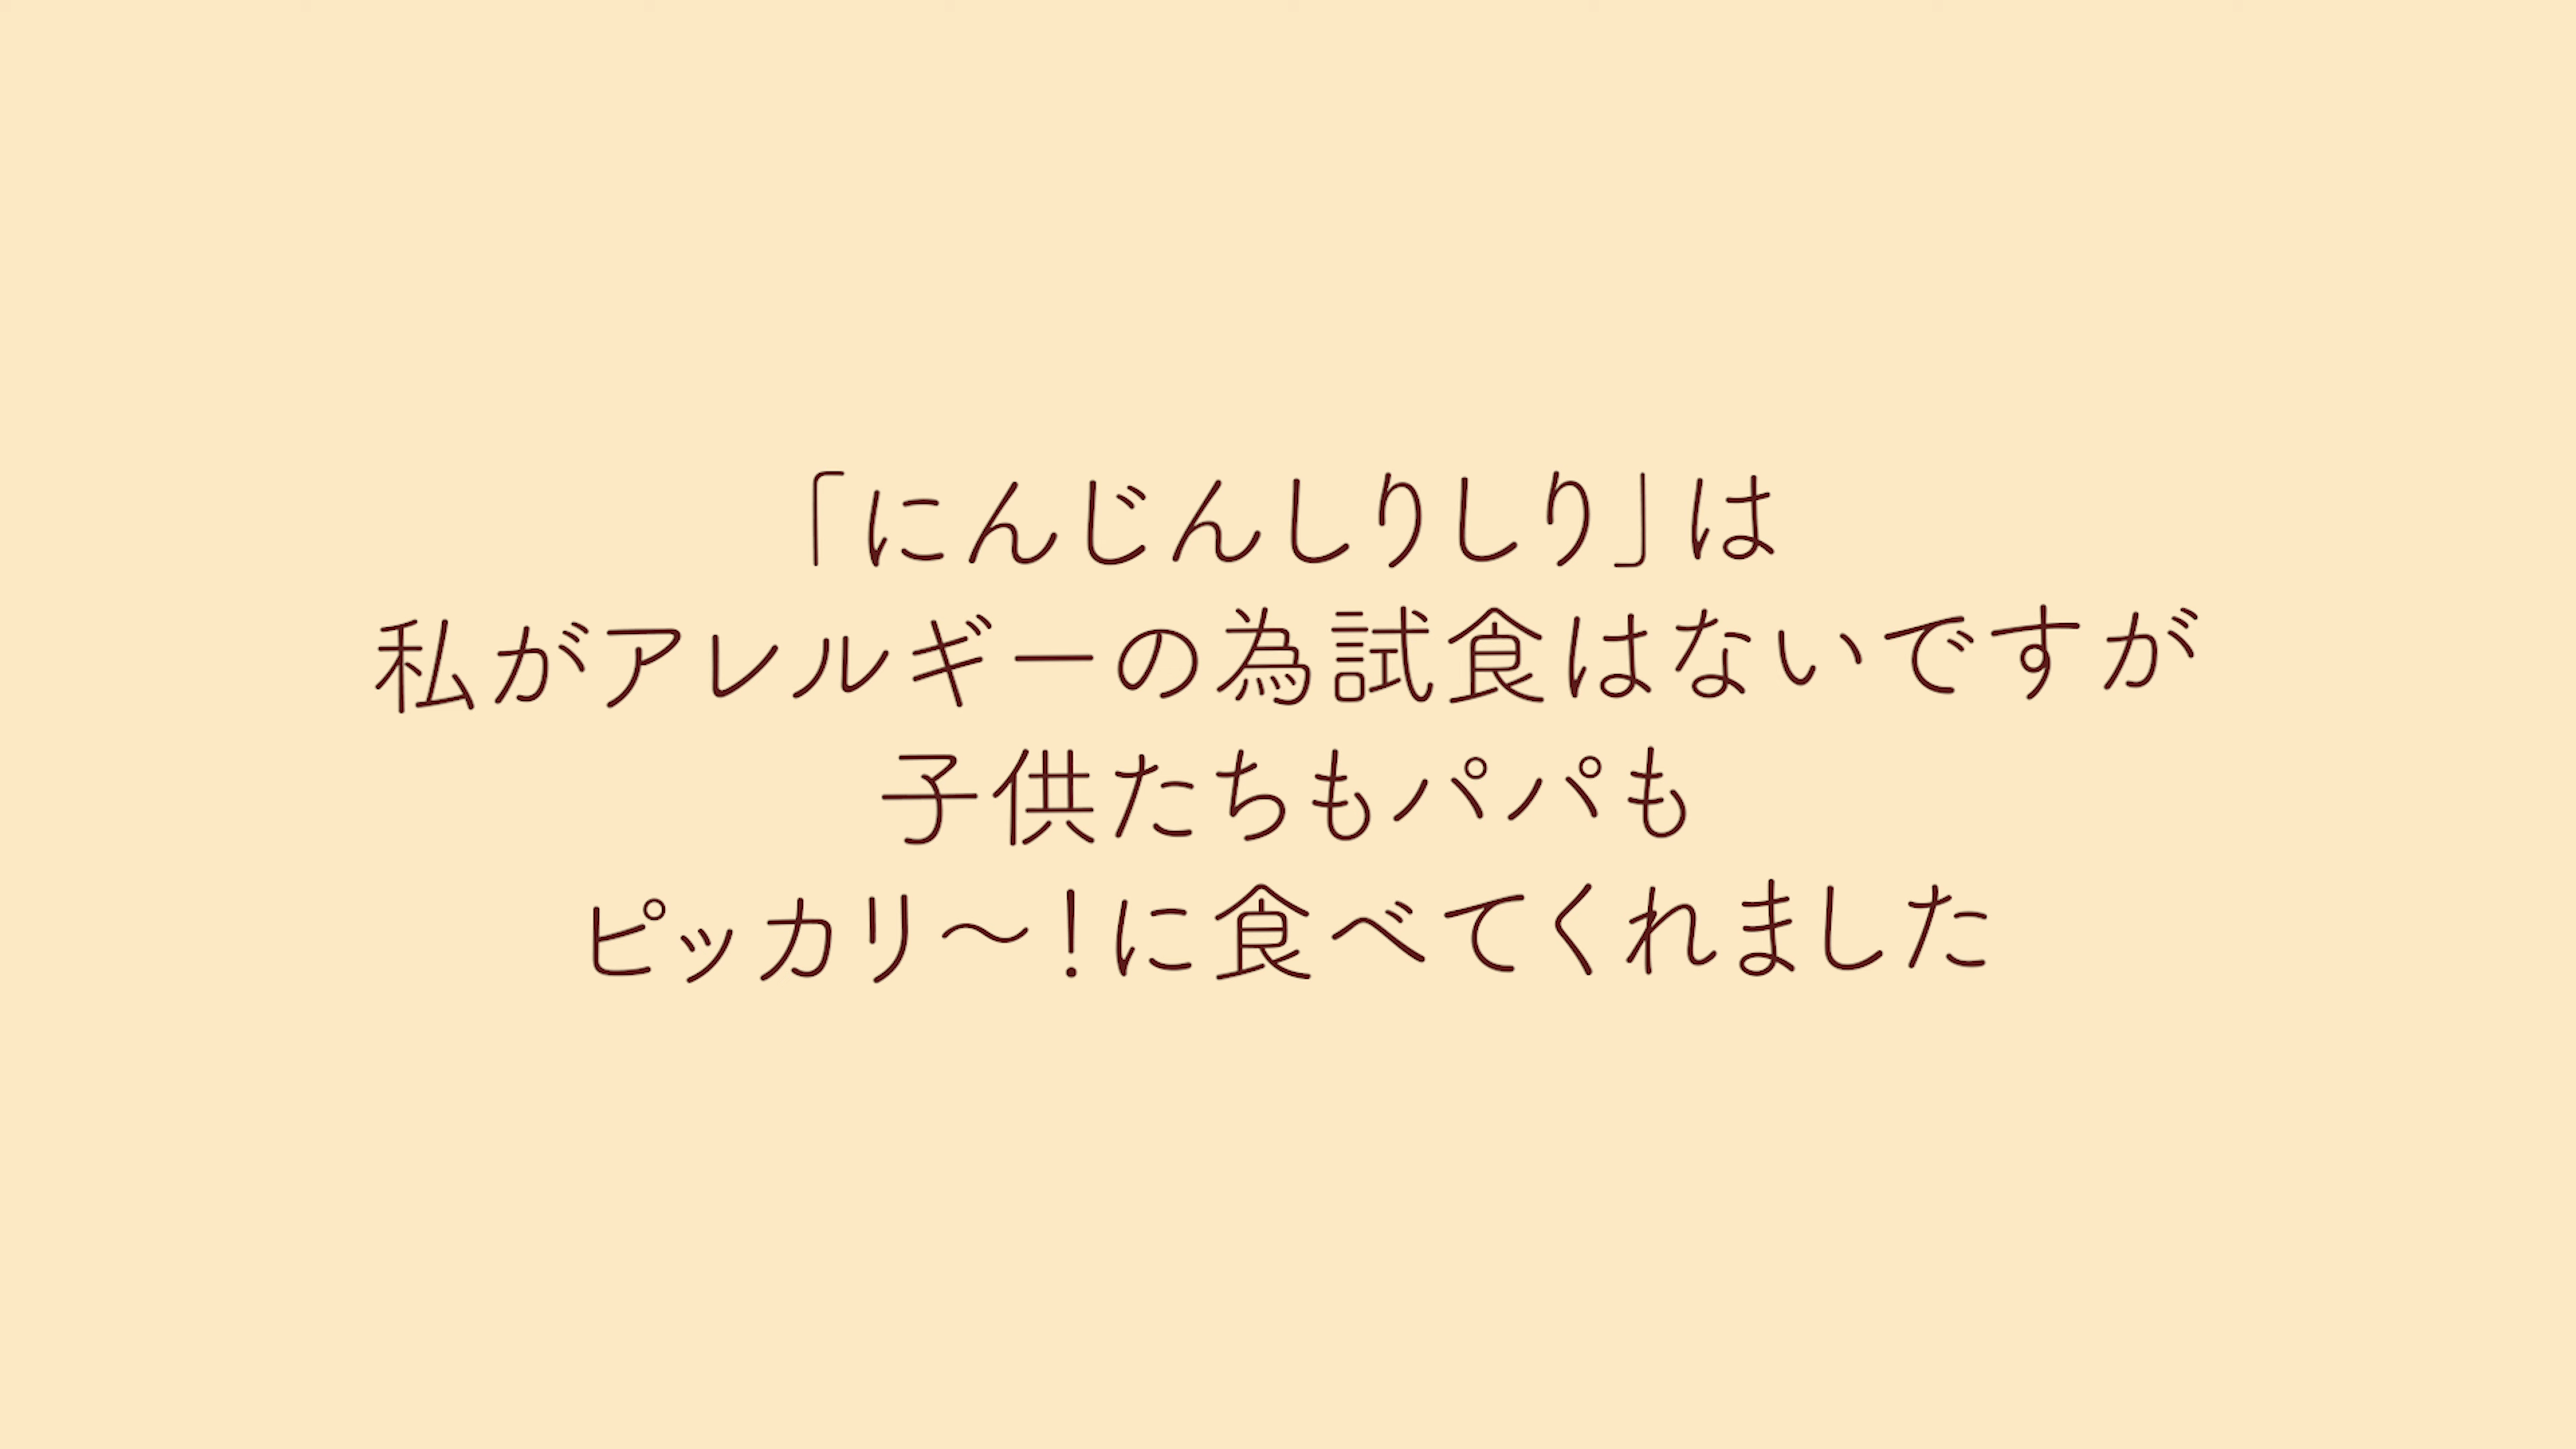 「にんじんしりしり」は
私がアレルギーの為試食はないですが
子供たちもパパも
ピッカリ〜！に食べてくれました